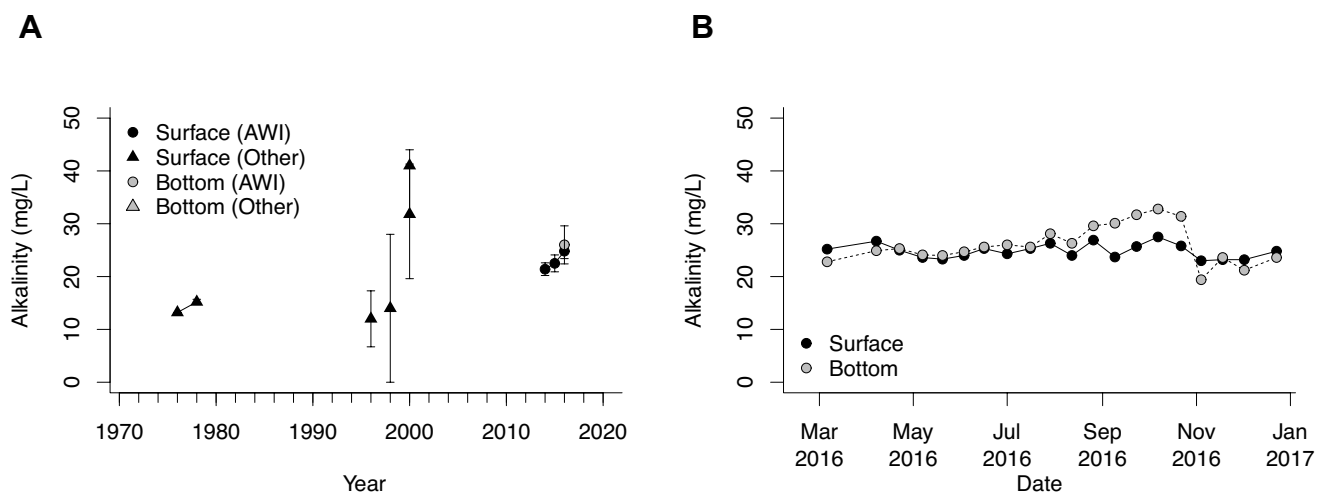 A
Alkalinity (mg/L)
50
40
30
20
10
0
Surface (AWI)
Surface (Other)
Bottom (AWI)
Bottom (Other)
1970 1980 1990 2000 2010 2020
Year
B
Alkalinity (mg/L)
50
40
30
20
10
0
Surface
Bottom
Mar May Jul Sep Nov Jan
2016 2016 2016 2016 2016 2017
Date